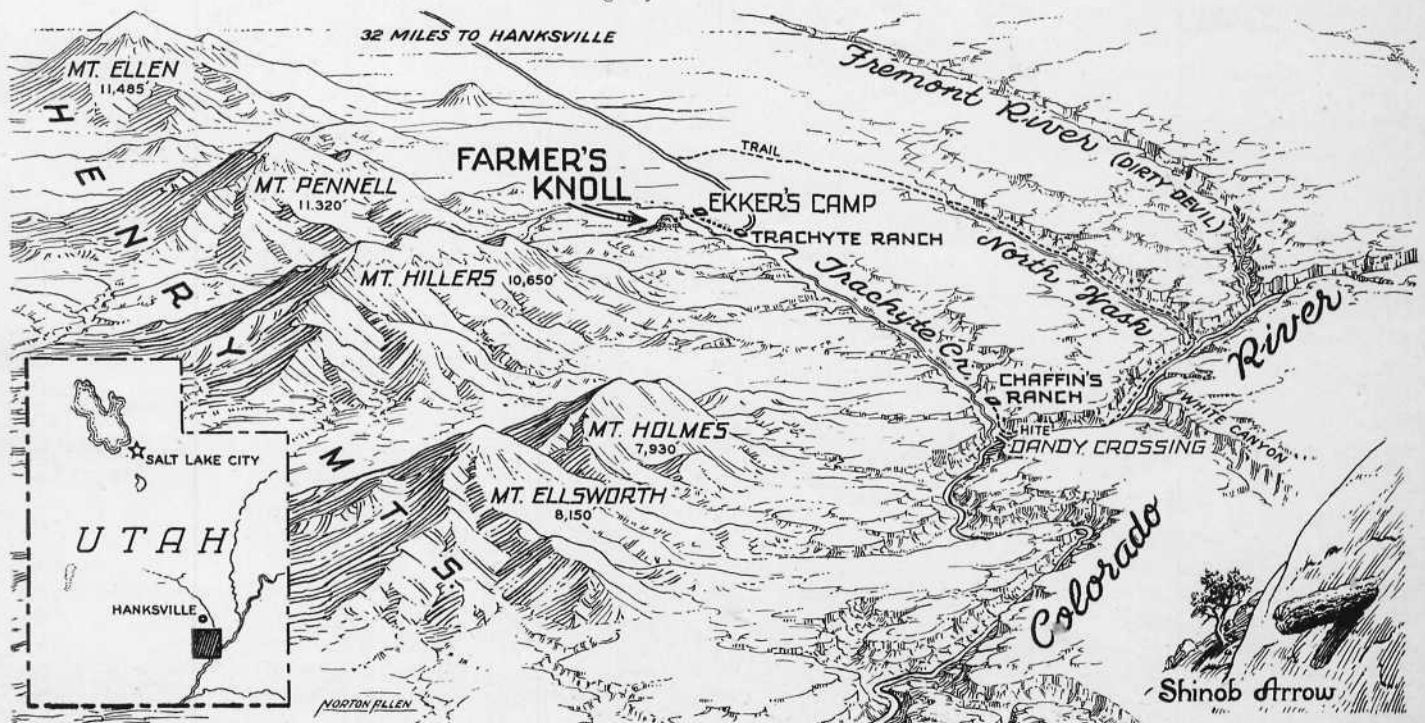 32 MILES TO HANKSVILLE
MT. ELLEN
11,485'
Fremont River (DIRTY DEVIL)
HENRY MTS.
TRAIL
FARMER'S
KNOLL
MT. PENNELL
11.320'
EKKER'S CAMP
TRACHYTE RANCH
North Wash
MT. HILLERS 10,650'
Trachyte Cr.
Colorado River
CHAFFIN'S
RANCH
WHITE CANYON
HITE
DANDY CROSSING
MT. HOLMES
7,930
MT. ELLSWORTH
8,150'
SALT LAKE CITY
UTAH
HANKSVILLE
NORTON ALLEN
Shinob Arrow